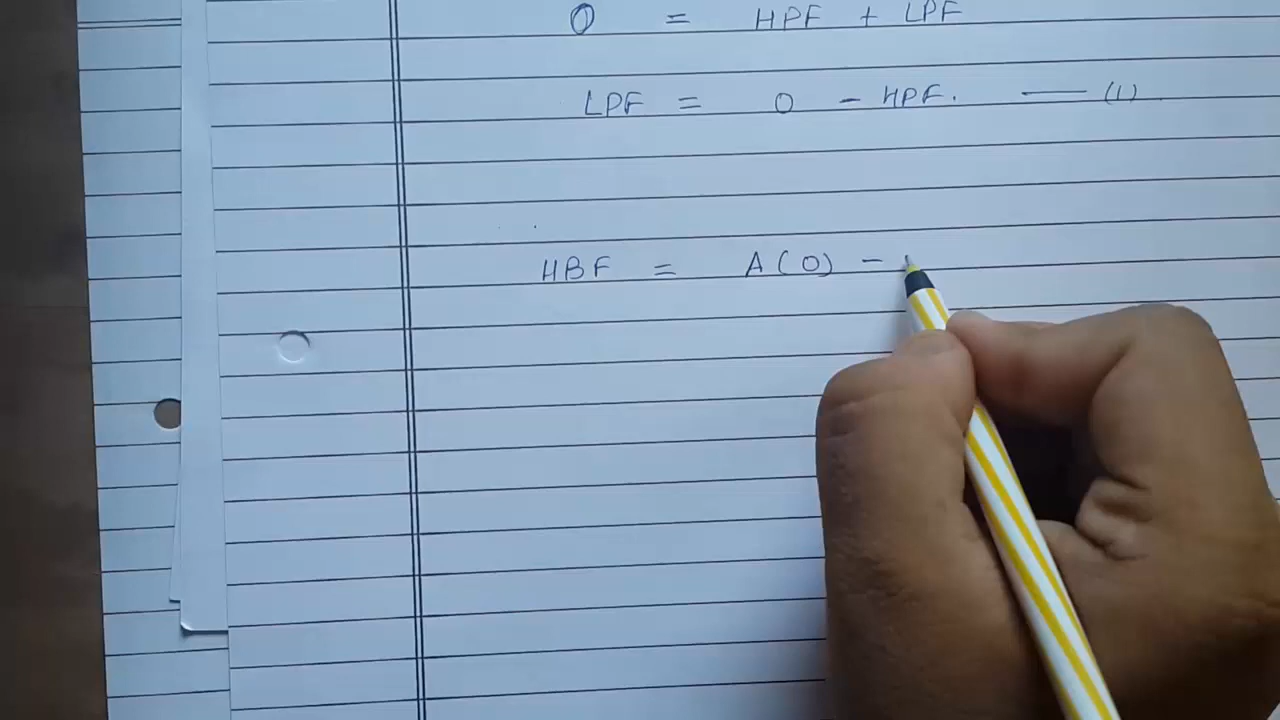 O = HPF + LPF
LPF = O - HPF. — (1)
HBF = A(O) -